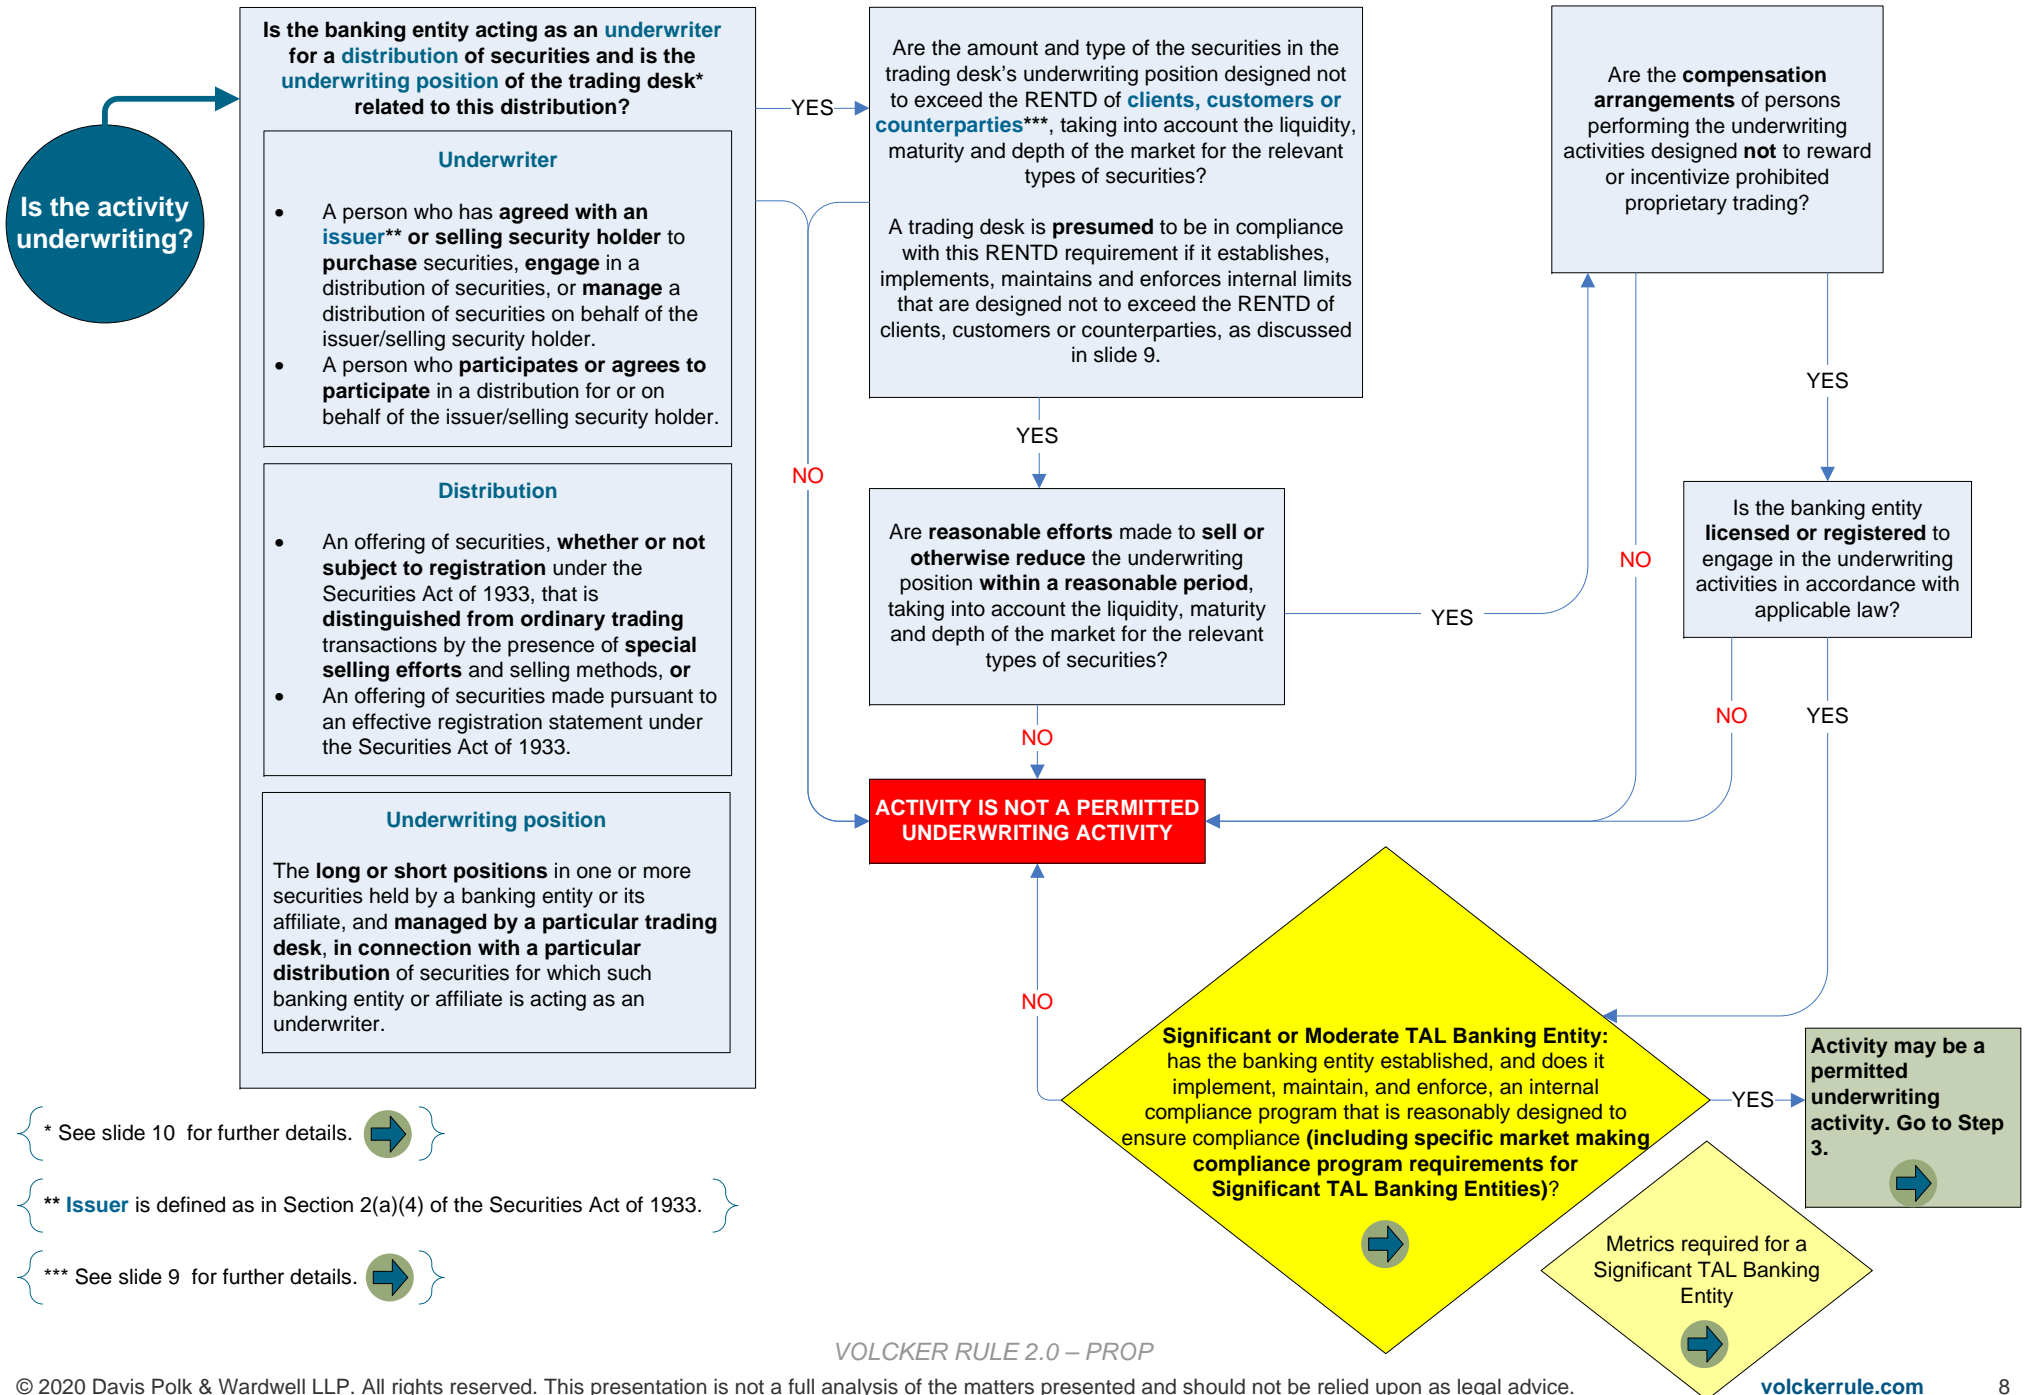 Is the activity
underwriting?
Is the banking entity acting as an underwriter
for a distribution of securities and is the
underwriting position of the trading desk*
related to this distribution?
Underwriter
• A person who has agreed with an
issuer** or selling security holder to
purchase securities, engage in a
distribution of securities, or manage a
distribution of securities on behalf of the
issuer/selling security holder.
• A person who participates or agrees to
participate in a distribution for or on
behalf of the issuer/selling security holder.
Distribution
• An offering of securities, whether or not
subject to registration under the
Securities Act of 1933, that is
distinguished from ordinary trading
transactions by the presence of special
selling efforts and selling methods, or
• An offering of securities made pursuant to
an effective registration statement under
the Securities Act of 1933.
Underwriting position
The long or short positions in one or more
securities held by a banking entity or its
affiliate, and managed by a particular trading
desk, in connection with a particular
distribution of securities for which such
banking entity or affiliate is acting as an
underwriter.
YES
NO
Are the amount and type of the securities in the
trading desk's underwriting position designed not
to exceed the RENTD of clients, customers or
counterparties***, taking into account the liquidity,
maturity and depth of the market for the relevant
types of securities?
A trading desk is presumed to be in compliance
with this RENTD requirement if it establishes,
implements, maintains and enforces internal limits
that are designed not to exceed the RENTD of
clients, customers or counterparties, as discussed
in slide 9.
YES
Are reasonable efforts made to sell or
otherwise reduce the underwriting
position within a reasonable period,
taking into account the liquidity, maturity
and depth of the market for the relevant
types of securities?
YES
NO
Are the compensation
arrangements of persons
performing the underwriting
activities designed not to reward
or incentivize prohibited
proprietary trading?
YES
NO
Is the banking entity
licensed or registered to
engage in the underwriting
activities in accordance with
applicable law?
NO
YES
ACTIVITY IS NOT A PERMITTED
UNDERWRITING ACTIVITY
NO
Significant or Moderate TAL Banking Entity:
has the banking entity established, and does it
implement, maintain, and enforce, an internal
compliance program that is reasonably designed to
ensure compliance (including specific market making
compliance program requirements for
Significant TAL Banking Entities)?
YES
Activity may be a
permitted
underwriting
activity. Go to Step
3.
Metrics required for a
Significant TAL Banking
Entity
* See slide 10 for further details.
** Issuer is defined as in Section 2(a)(4) of the Securities Act of 1933.
*** See slide 9 for further details.
VOLCKER RULE 2.0 – PROP
© 2020 Davis Polk & Wardwell LLP. All rights reserved. This presentation is not a full analysis of the matters presented and should not be relied upon as legal advice.
volckerrule.com
8